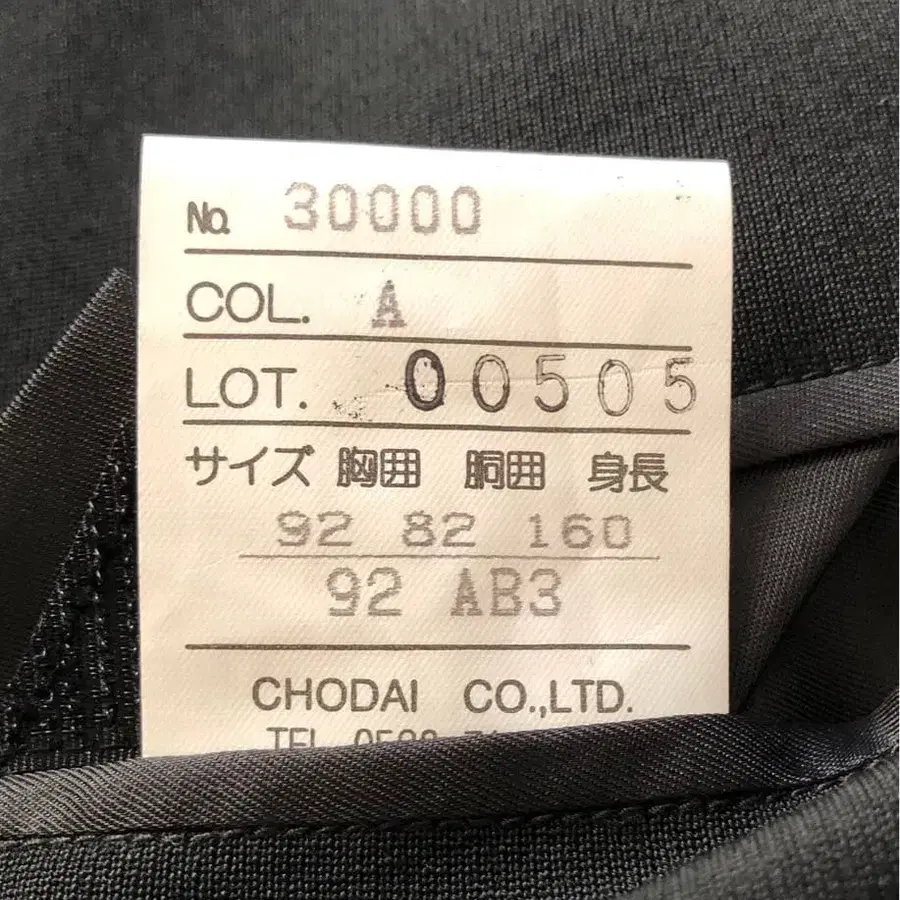 No. 30000
COL. A
LOT. 00505
サイズ 胸囲 胴囲 身長
92 82 160
92 AB3
CHODAI CO.,LTD.
TEL